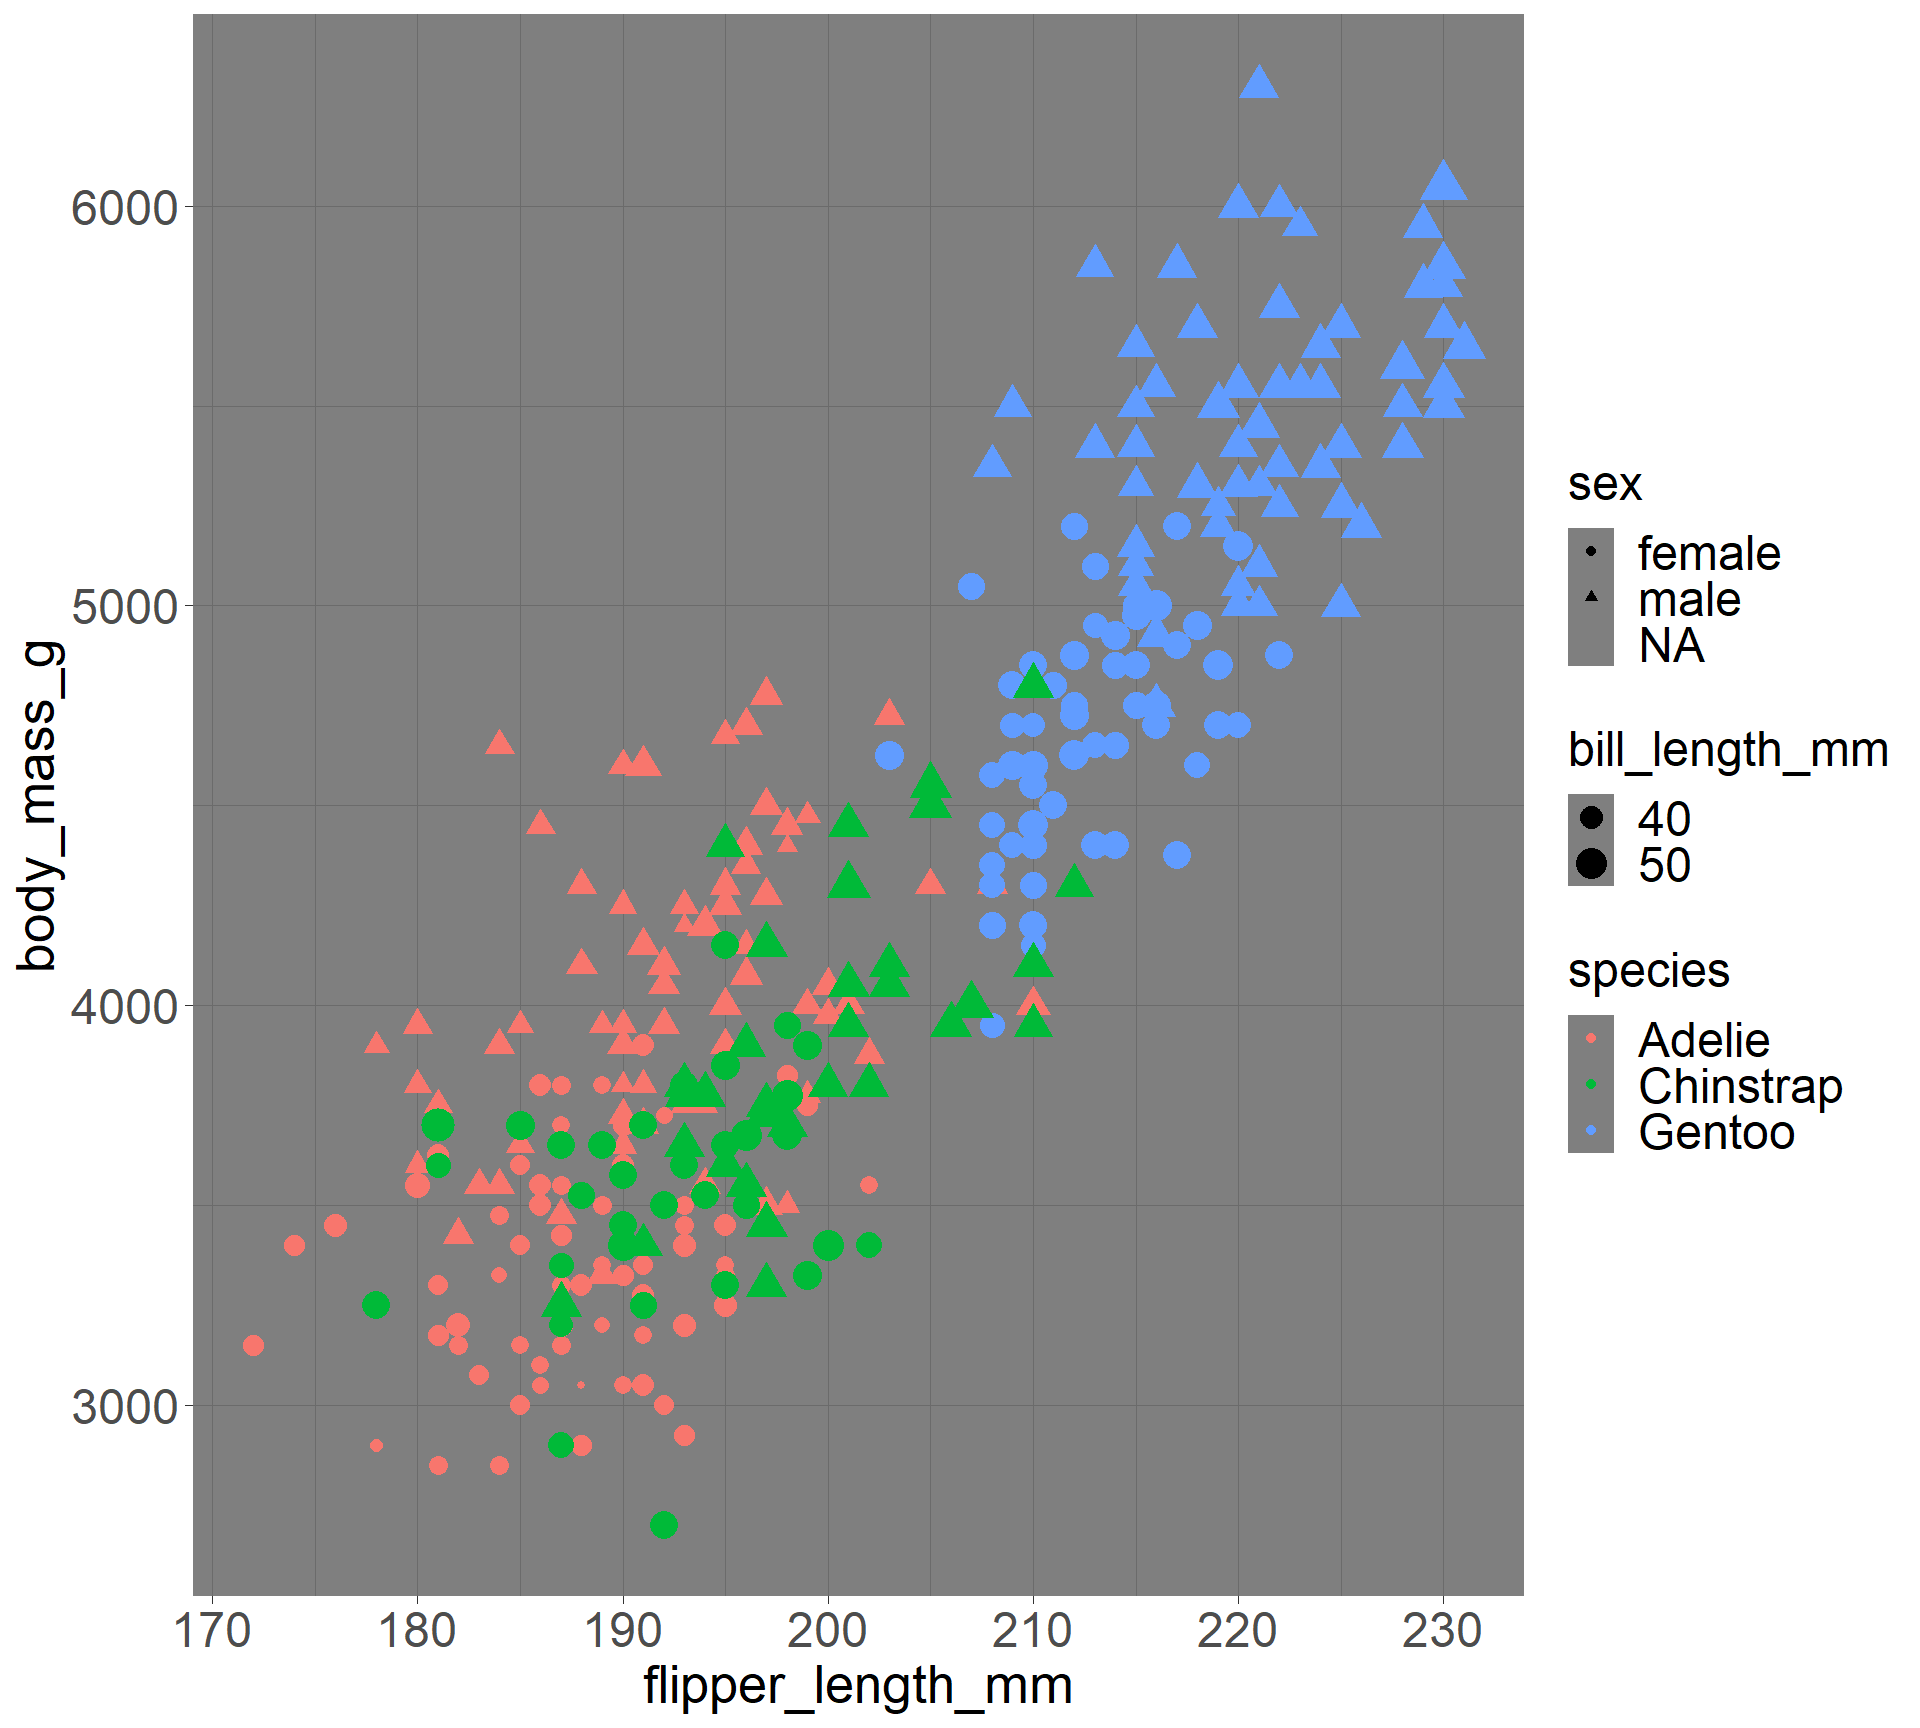 6000
5000
4000
3000
body_mass_g
170 180 190 200 210 220 230
flipper_length_mm
sex
female
male
NA
bill_length_mm
40
50
species
Adelie
Chinstrap
Gentoo